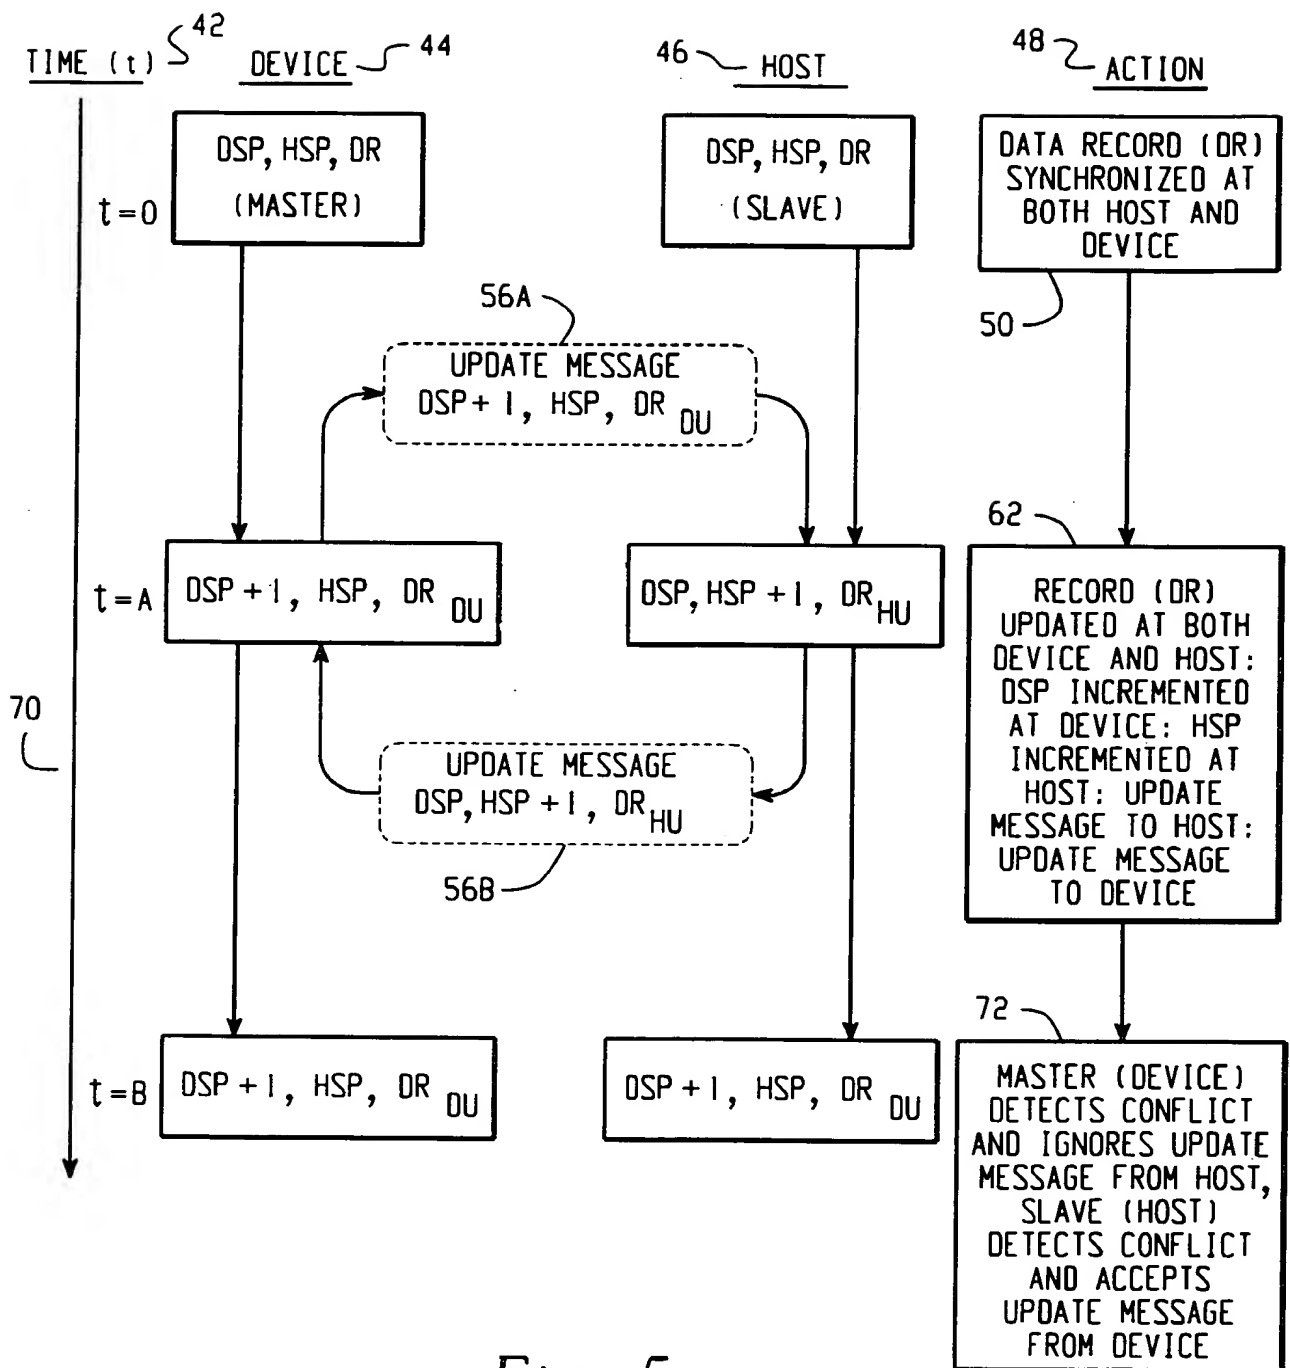 TIME (t) 42
DEVICE 44
46 HOST
48 ACTION
t=0
DSP, HSP, DR
(MASTER)
DSP, HSP, DR
(SLAVE)
DATA RECORD (DR)
SYNCHRONIZED AT
BOTH HOST AND
DEVICE
50
56A
UPDATE MESSAGE
DSP+1, HSP, DR DU
62
t=A
DSP+1, HSP, DR DU
DSP, HSP+1, DR HU
RECORD (DR)
UPDATED AT BOTH
DEVICE AND HOST:
DSP INCREMENTED
AT DEVICE: HSP
INCREMENTED AT
HOST: UPDATE
MESSAGE TO HOST:
UPDATE MESSAGE
TO DEVICE
70
UPDATE MESSAGE
DSP, HSP+1, DR HU
56B
72
t=B
DSP+1, HSP, DR DU
DSP+1, HSP, DR DU
MASTER (DEVICE)
DETECTS CONFLICT
AND IGNORES UPDATE
MESSAGE FROM HOST,
SLAVE (HOST)
DETECTS CONFLICT
AND ACCEPTS
UPDATE MESSAGE
FROM DEVICE